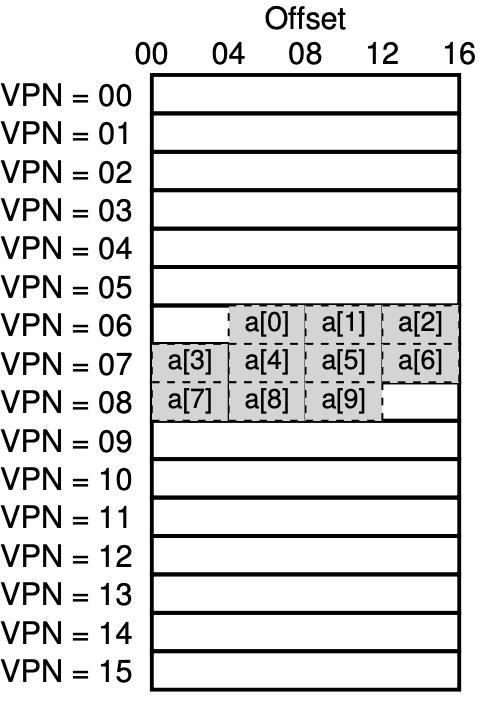 Offset
00 04 08 12 16
VPN = 00
VPN = 01
VPN = 02
VPN = 03
VPN = 04
VPN = 05
VPN = 06 a[0] a[1] a[2]
VPN = 07 a[3] a[4] a[5] a[6]
VPN = 08 a[7] a[8] a[9]
VPN = 09
VPN = 10
VPN = 11
VPN = 12
VPN = 13
VPN = 14
VPN = 15